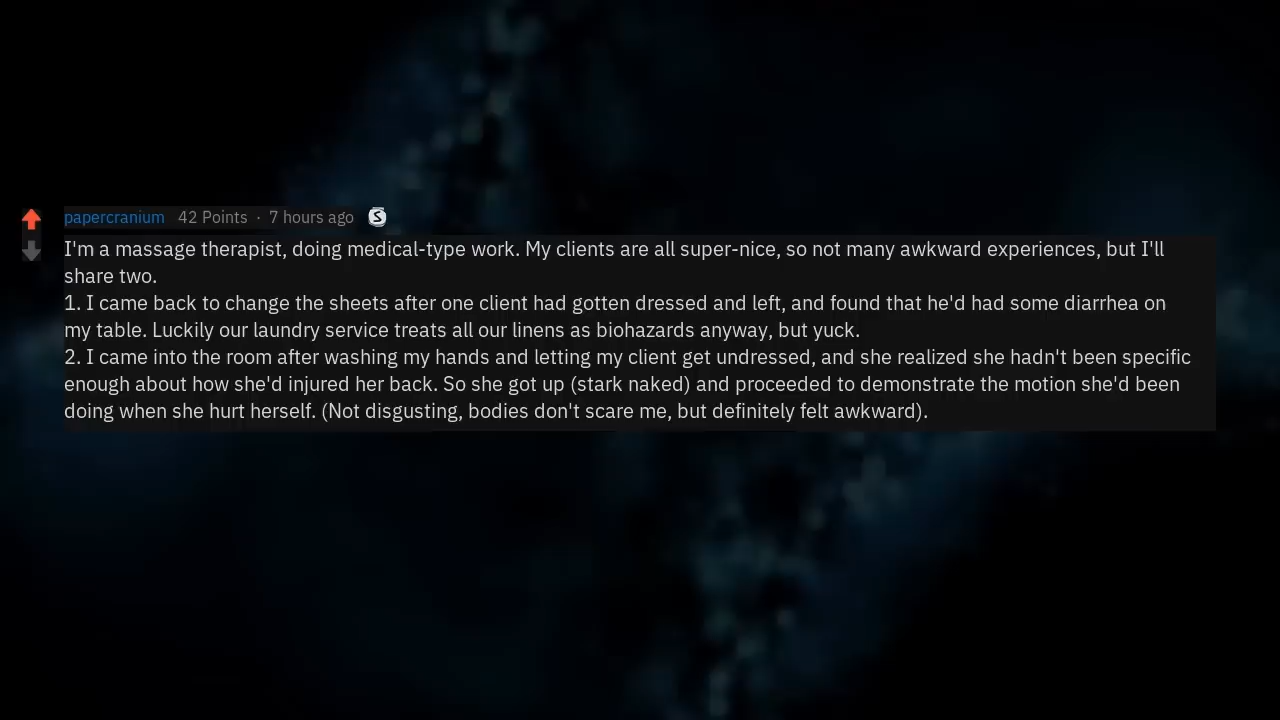 papercranium 42 Points · 7 hours ago S
I'm a massage therapist, doing medical-type work. My clients are all super-nice, so not many awkward experiences, but I'll
share two.
1. I came back to change the sheets after one client had gotten dressed and left, and found that he'd had some diarrhea on
my table. Luckily our laundry service treats all our linens as biohazards anyway, but yuck.
2. I came into the room after washing my hands and letting my client get undressed, and she realized she hadn't been specific
enough about how she'd injured her back. So she got up (stark naked) and proceeded to demonstrate the motion she'd been
doing when she hurt herself. (Not disgusting, bodies don't scare me, but definitely felt awkward).